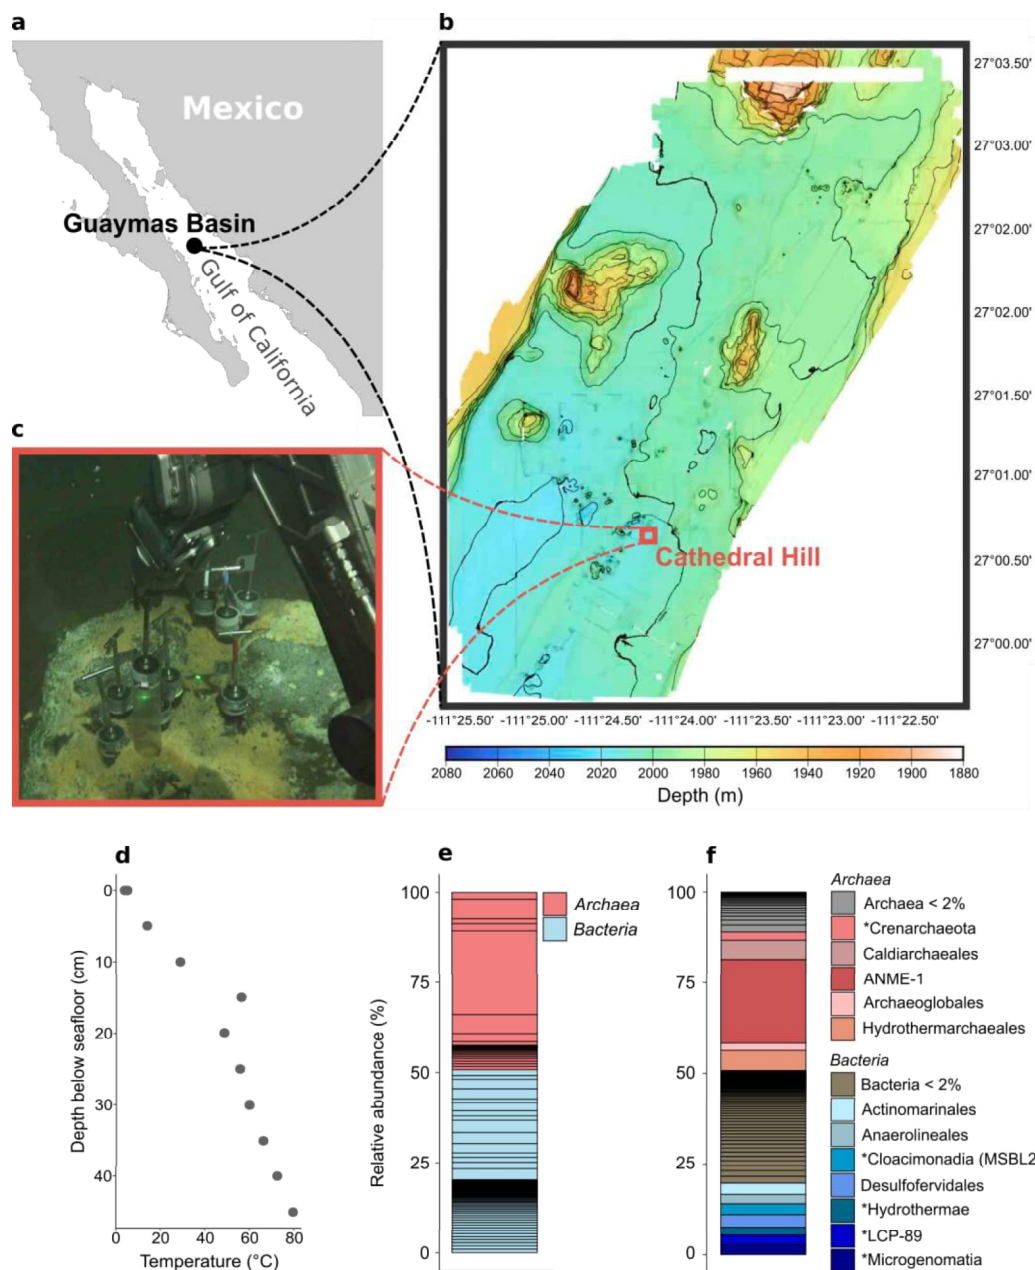 a
Mexico
Guaymas Basin
Gulf of California
b
27°03.50'
27°03.00'
27°02.00'
27°02.00'
27°01.50'
27°01.00'
27°00.50'
27°00.00'
Cathedral Hill
-111°25.50' -111°25.00' -111°24.50' -111°24.00' -111°23.50' -111°23.00' -111°22.50'
2080 2060 2040 2020 2000 1980 1960 1940 1920 1900 1880
Depth (m)
c
d
Depth below seafloor (cm)
0
10
20
30
40
0 20 40 60 80
Temperature (°C)
e
Relative abundance (%)
100
75
50
25
0
Archaea
Bacteria
f
100
75
50
25
0
Archaea
Archaea < 2%
*Crenarchaeota
Caldiarchaeales
ANME-1
Archaeoglobales
Hydrothermarchaeales
Bacteria
Bacteria < 2%
Actinomarinales
Anaerolineales
*Cloacimonadia (MSBL2
Desulfofervidales
*Hydrothermae
*LCP-89
*Microgenomatia